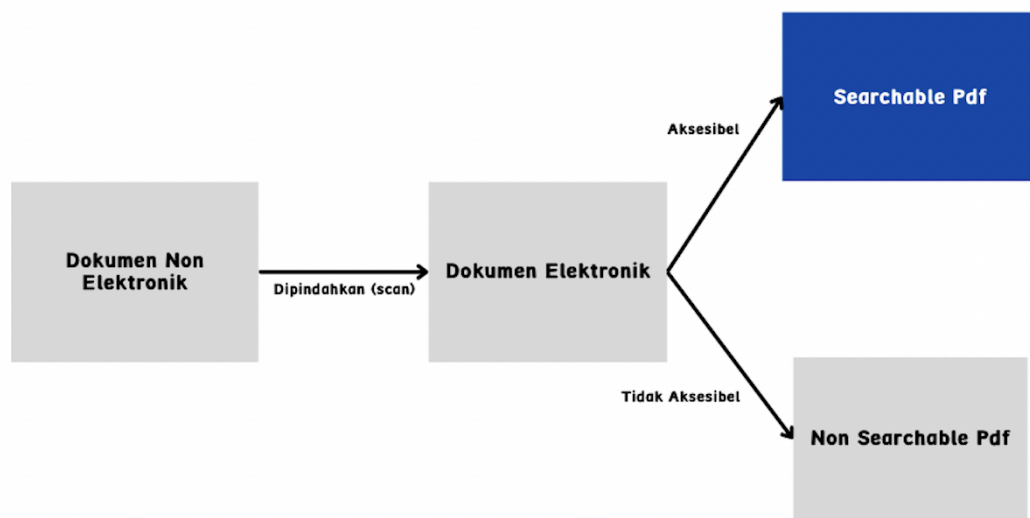 Searchable Pdf
Aksesibel
Dokumen Non
Elektronik
Dipindahkan (scan)
Dokumen Elektronik
Tidak Aksesibel
Non Searchable Pdf